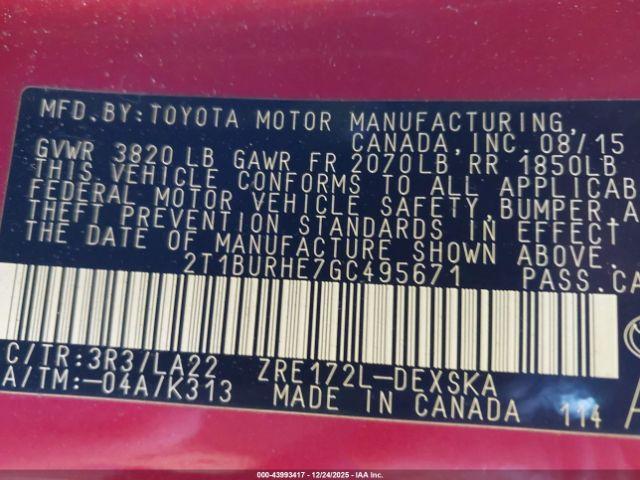 MFD.BY:TOYOTA MOTOR MANUFACTURING,
CANADA,INC.08/15
GVWR 3820 LB GAWR FR 2070LB RR 1850LB
THIS VEHICLE CONFORMS TO ALL APPLICAB
FEDERAL MOTOR VEHICLE SAFETY,BUMPER,A
THEFT PREVENTION STANDARDS IN EFFECT
THE DATE OF MANUFACTURE SHOWN ABOVE.
2T1BURHE7GC495671 PASS.CA
C/TR:3R3/LA22 ZRE172L-DEXSKA
A/TM:-04A/K313 MADE IN CANADA 114
000-43993417 - 12/24/2025 - IAA Inc.